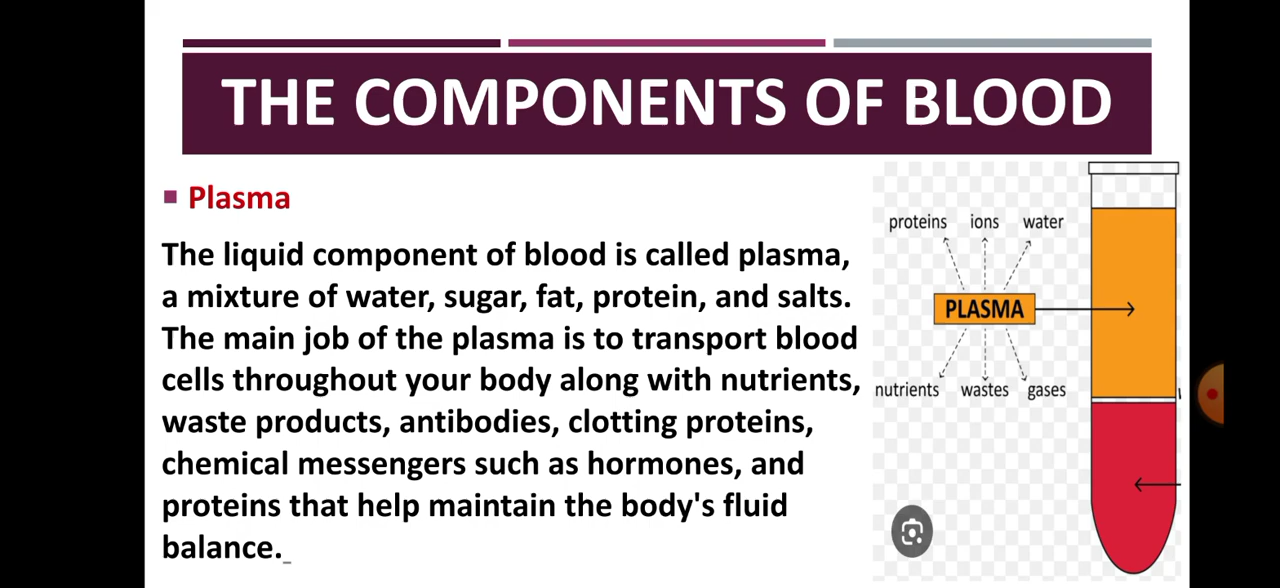 THE COMPONENTS OF BLOOD
Plasma
The liquid component of blood is called plasma,
a mixture of water, sugar, fat, protein, and salts.
The main job of the plasma is to transport blood
cells throughout your body along with nutrients,
waste products, antibodies, clotting proteins,
chemical messengers such as hormones, and
proteins that help maintain the body's fluid
balance._
proteins ions water
PLASMA
nutrients wastes gases